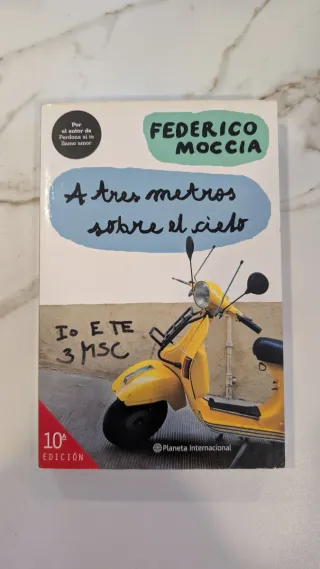 Por
el autor de
Perdona si te
llamo amor
FEDERICO
MOCCIA
A tres metros
sobre el cielo
Io E TE
3 MSC
10ª
EDICIÓN
Planeta Internacional